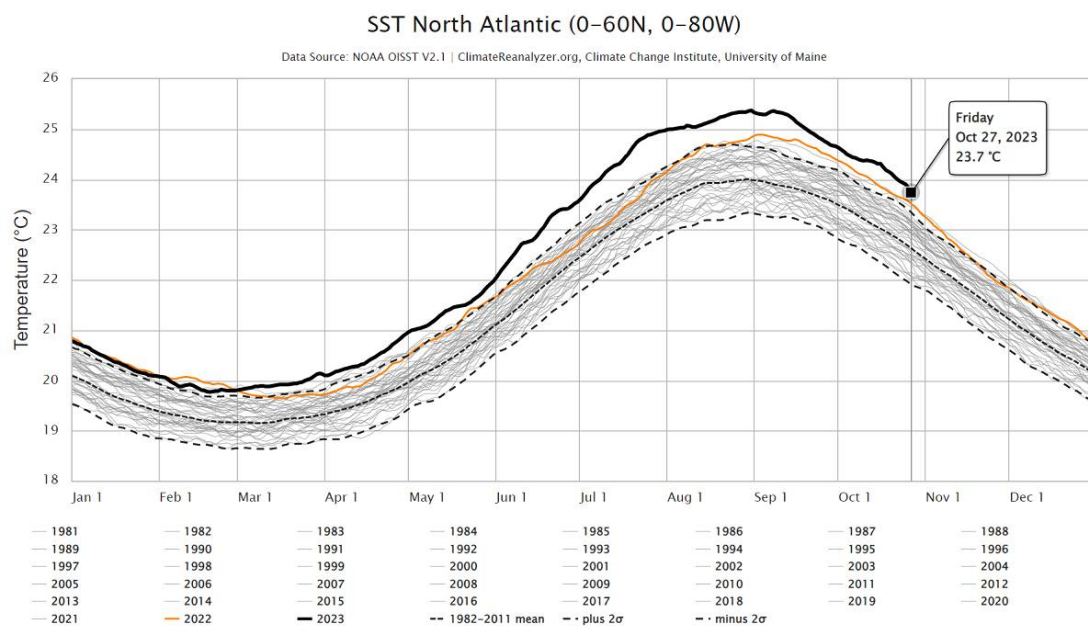 SST North Atlantic (0-60N, 0-80W)
Data Source: NOAA OISST V2.1 | ClimateReanalyzer.org, Climate Change Institute, University of Maine
Temperature (°C)
26
25
24
23
22
21
20
19
18
Friday
Oct 27, 2023
23.7 °C
Jan 1 Feb 1 Mar 1 Apr 1 May 1 Jun 1 Jul 1 Aug 1 Sep 1 Oct 1 Nov 1 Dec 1
1981 1982 1983 1984 1985 1986 1987 1988
1989 1990 1991 1992 1993 1994 1995 1996
1997 1998 1999 2000 2001 2002 2003 2004
2005 2006 2007 2008 2009 2010 2011 2012
2013 2014 2015 2016 2017 2018 2019 2020
2021 2022 2023 1982-2011 mean plus 2σ minus 2σ